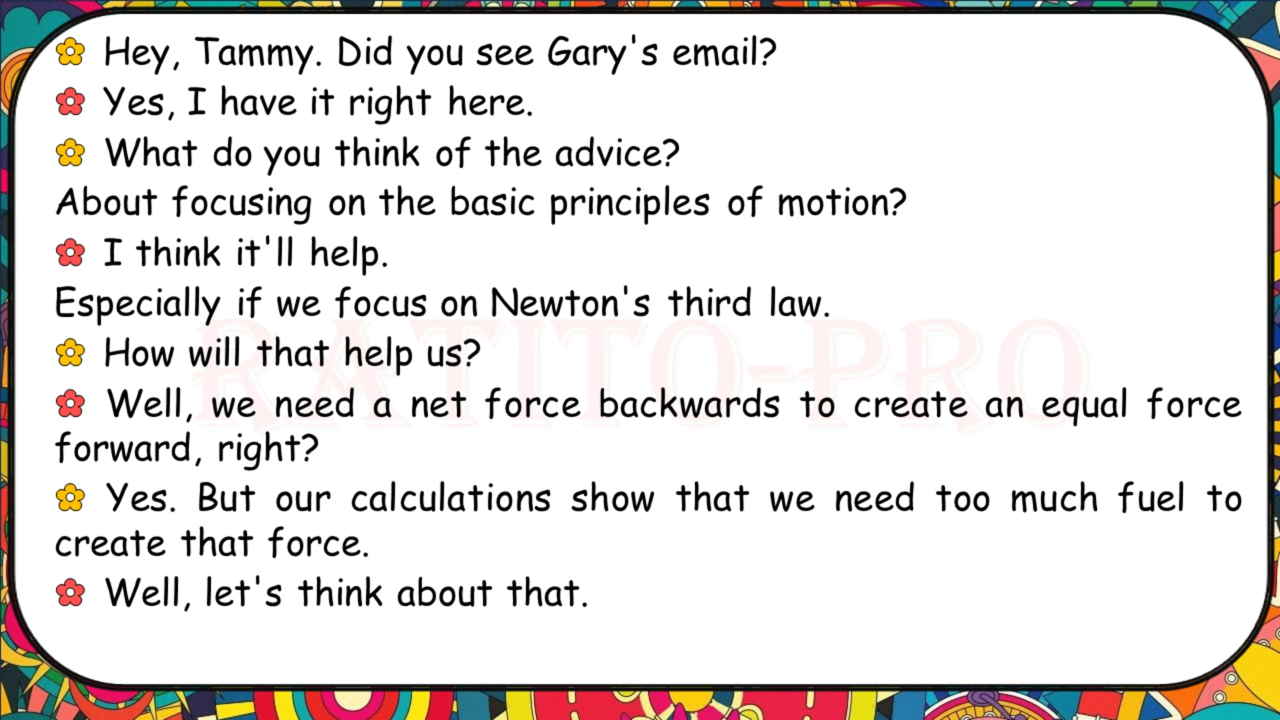 Hey, Tammy. Did you see Gary's email?
Yes, I have it right here.
What do you think of the advice?
About focusing on the basic principles of motion?
I think it'll help.
Especially if we focus on Newton's third law.
RATITO-PRO
How will that help us?
Well, we need a net force backwards to create an equal force
forward, right?
Yes. But our calculations show that we need too much fuel to
create that force.
Well, let's think about that.